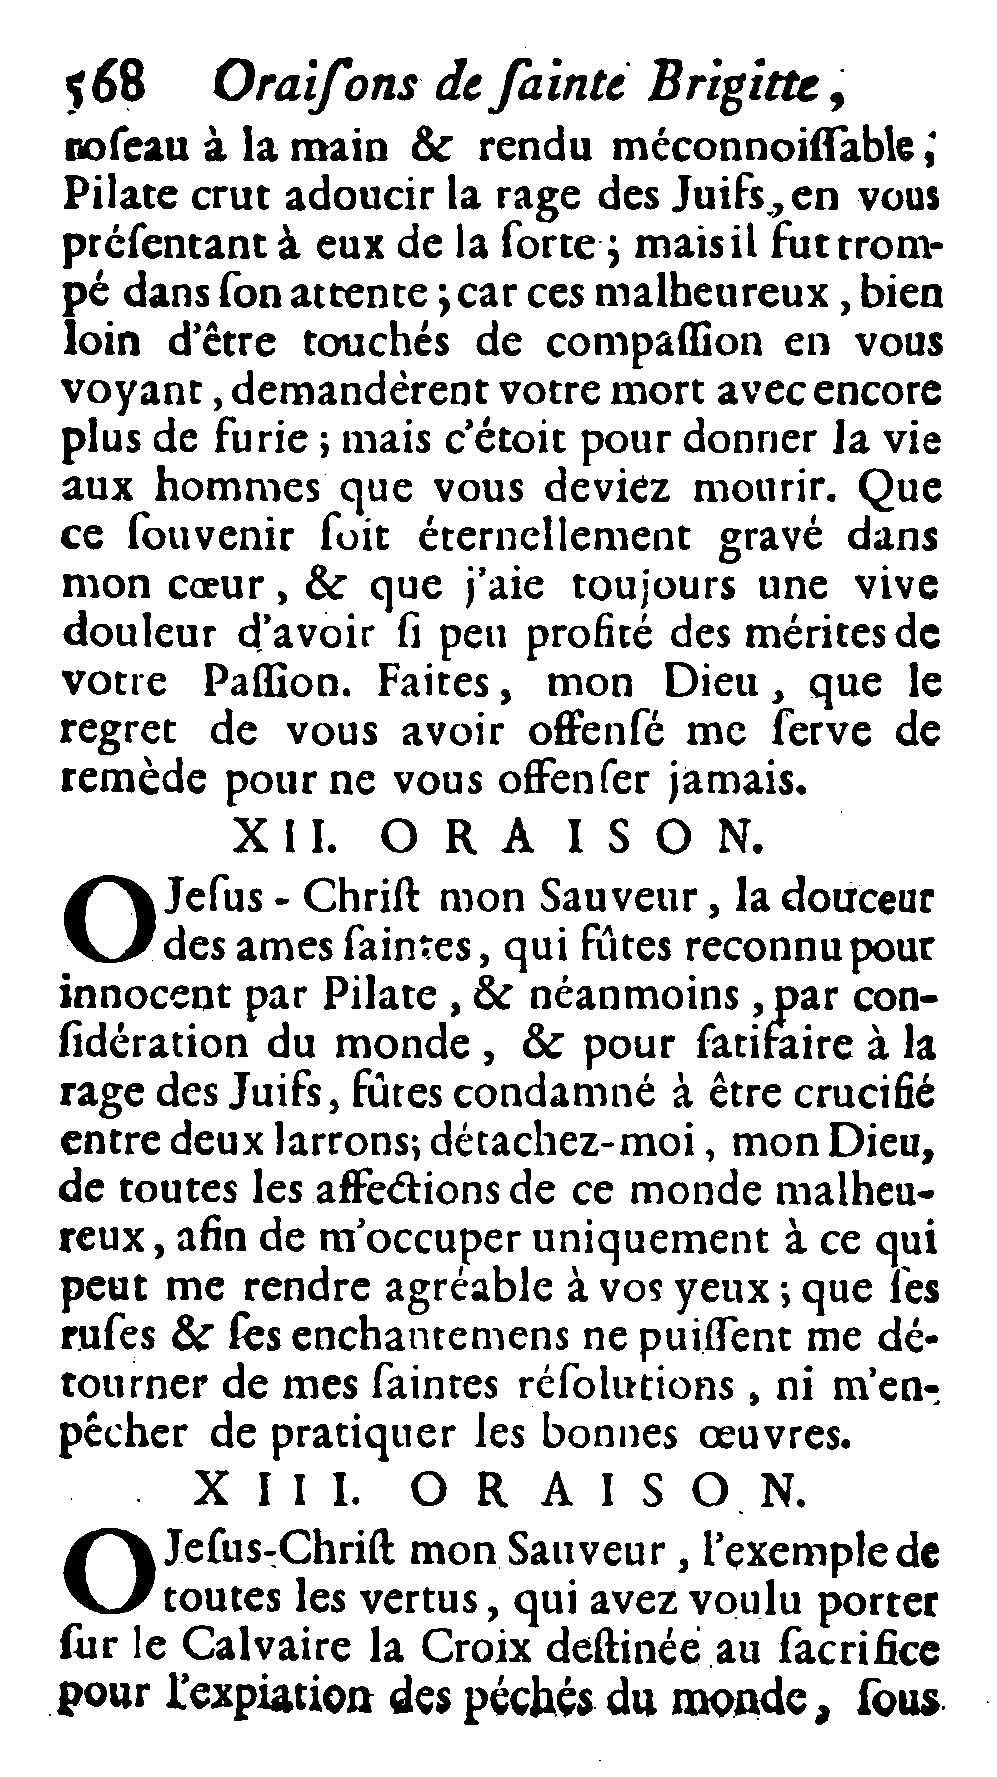 568 Oraiſons de ſainte Brigitte,
roſeau à la main & rendu méconnoiſſable;
Pilate crut adoucir la rage des Juifs, en vous
préſentant à eux de la ſorte; mais il fut trom-
pé dans ſon attente; car ces malheureux, bien
loin d'être touchés de compaſſion en vous
voyant, demandèrent votre mort avec encore
plus de furie; mais c'étoit pour donner la vie
aux hommes que vous deviez mourir. Que
ce ſouvenir ſoit éternellement gravé dans
mon cœur, & que j'aie toujours une vive
douleur d'avoir ſi peu profité des mérites de
votre Paſſion. Faites, mon Dieu, que le
regret de vous avoir offenſé me ſerve de
remède pour ne vous offenſer jamais.
XII. ORAISON.
O Jeſus-Chriſt mon Sauveur, la douceur
des ames ſaintes, qui fûtes reconnu pour
innocent par Pilate, & néanmoins, par con-
ſidération du monde, & pour ſatifaire à la
rage des Juifs, fûtes condamné à être crucifié
entre deux larrons; détachez-moi, mon Dieu,
de toutes les affections de ce monde malheu-
reux, afin de m'occuper uniquement à ce qui
peut me rendre agréable à vos yeux; que ſes
ruſes & ſes enchantemens ne puiſſent me dé-
tourner de mes ſaintes réſolutions, ni m'en-
pêcher de pratiquer les bonnes œuvres.
XIII. ORAISON.
O Jeſus-Chriſt mon Sauveur, l'exemple de
toutes les vertus, qui avez voulu porter
ſur le Calvaire la Croix deſtinée au ſacrifice
pour l'expiation des péchés du monde, ſous